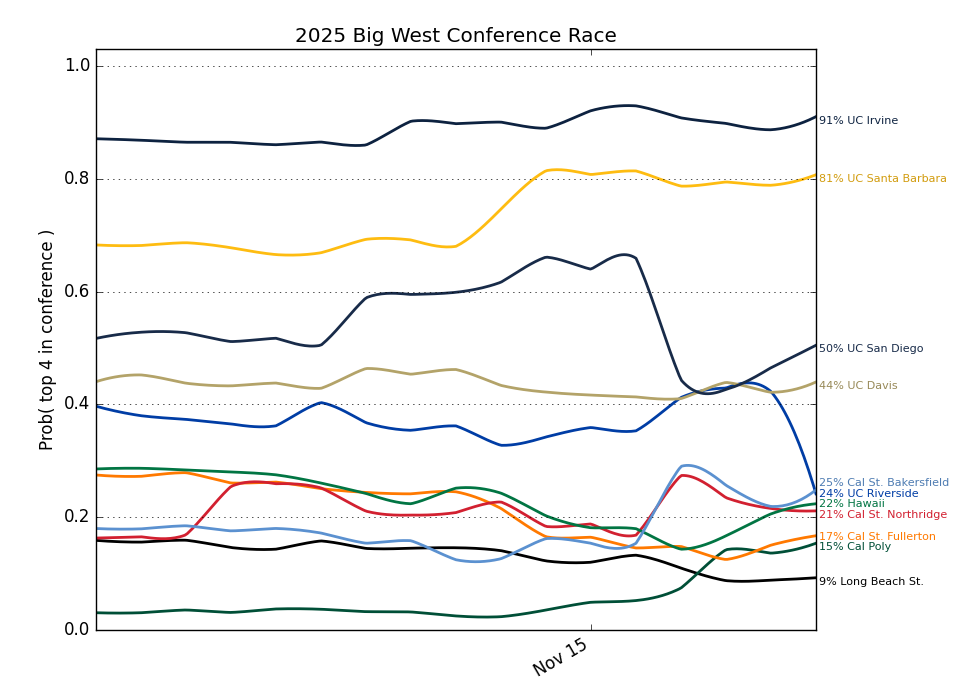 2025 Big West Conference Race
Prob( top 4 in conference )
1.0
0.8
0.6
0.4
0.2
0.0
Nov 15
91% UC Irvine
81% UC Santa Barbara
50% UC San Diego
44% UC Davis
25% Cal St. Bakersfield
24% UC Riverside
22% Hawaii
21% Cal St. Northridge
17% Cal St. Fullerton
15% Cal Poly
9% Long Beach St.